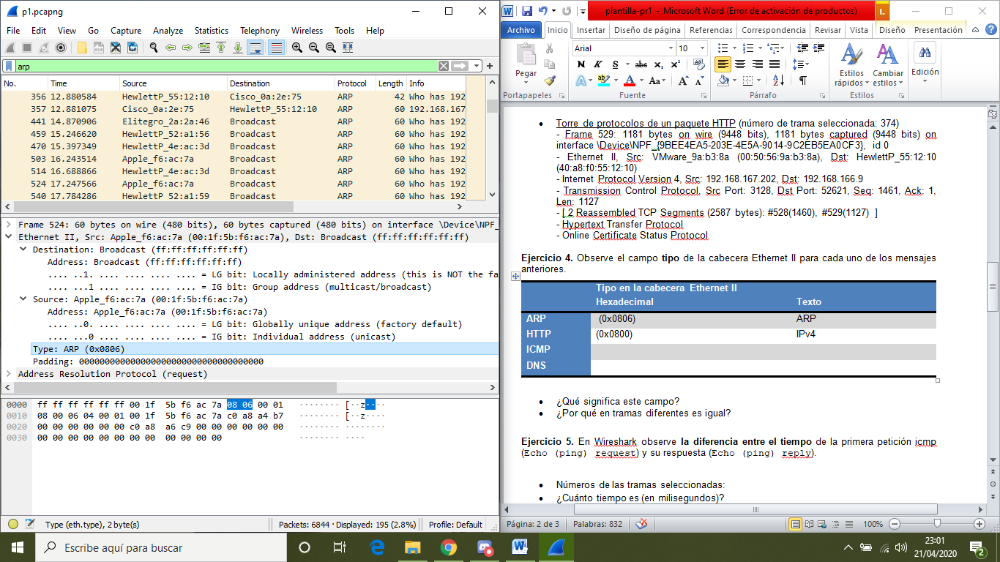 p1.pcapng
File Edit View Go Capture Analyze Statistics Telephony Wireless Tools Help
arp
No. Time Source Destination Protocol Length Info
356 12.880584 HewlettP_55:12:10 Cisco_0a:2e:75 ARP 42 Who has 192
357 12.881075 Cisco_0a:2e:75 HewlettP_55:12:10 ARP 60 192.168.167
441 14.870906 Elitegro_2a:2a:46 Broadcast ARP 60 Who has 192
459 15.246620 HewlettP_52:a1:56 Broadcast ARP 60 Who has 192
470 15.397349 HewlettP_4e:ac:3d Broadcast ARP 60 Who has 192
503 16.243514 Apple_f6:ac:7a Broadcast ARP 60 Who has 192
514 16.688866 HewlettP_4e:ac:3d Broadcast ARP 60 Who has 192
524 17.247566 Apple_f6:ac:7a Broadcast ARP 60 Who has 192
540 17.784286 HewlettP_52:a1:59 Broadcast ARP 60 Who has 192
Frame 524: 60 bytes on wire (480 bits), 60 bytes captured (480 bits) on interface \Device\NPF_
Ethernet II, Src: Apple_f6:ac:7a (00:1f:5b:f6:ac:7a), Dst: Broadcast (ff:ff:ff:ff:ff:ff)
Destination: Broadcast (ff:ff:ff:ff:ff:ff)
Address: Broadcast (ff:ff:ff:ff:ff:ff)
.... ..1. .... .... .... .... = LG bit: Locally administered address (this is NOT the fa
.... ...1 .... .... .... .... = IG bit: Group address (multicast/broadcast)
Source: Apple_f6:ac:7a (00:1f:5b:f6:ac:7a)
Address: Apple_f6:ac:7a (00:1f:5b:f6:ac:7a)
.... ..0. .... .... .... .... = LG bit: Globally unique address (factory default)
.... ...0 .... .... .... .... = IG bit: Individual address (unicast)
Type: ARP (0x0806)
Padding: 000000000000000000000000000000000000
Address Resolution Protocol (request)
0000 ff ff ff ff ff ff 00 1f 5b f6 ac 7a 08 06 00 01 ········ [··z····
0010 08 00 06 04 00 01 00 1f 5b f6 ac 7a c0 a8 a4 b7 ········ [··z····
0020 00 00 00 00 00 00 c0 a8 a6 c9 00 00 00 00 00 00 ········ ········
0030 00 00 00 00 00 00 00 00 00 00 00 00 ········ ····
Type (eth.type), 2 byte(s) Packets: 6844 · Displayed: 195 (2.8%) Profile: Default
plantilla-pr1 - Microsoft Word (Error de activación de productos)
L
Archivo Inicio Insertar Diseño de página Referencias Correspondencia Revisar Vista Diseño Presentación
Arial 10
N K S abc x₂ x²
Pegar
Estilos rápidos
Cambiar estilos
Edición
Portapapeles Fuente Párrafo Estilos
• Torre de protocolos de un paquete HTTP (número de trama seleccionada: 374)
- Frame 529: 1181 bytes on wire (9448 bits), 1181 bytes captured (9448 bits) on
interface \Device\NPF_{9BEE4EA5-203E-4E5A-9014-9C2EB5EA0CF3}, id 0
- Ethernet II, Src: VMware_9a:b3:8a (00:50:56:9a:b3:8a), Dst: HewlettP_55:12:10
(40:a8:f0:55:12:10)
- Internet Protocol Version 4, Src: 192.168.167.202, Dst: 192.168.166.9
- Transmission Control Protocol, Src Port: 3128, Dst Port: 52621, Seq: 1461, Ack: 1,
Len: 1127
- [ 2 Reassembled TCP Segments (2587 bytes): #528(1460), #529(1127) ]
- Hypertext Transfer Protocol
- Online Certificate Status Protocol
Ejercicio 4. Observe el campo tipo de la cabecera Ethernet II para cada uno de los mensajes
anteriores.
Tipo en la cabecera Ethernet II
Hexadecimal Texto
ARP (0x0806) ARP
HTTP (0x0800) IPv4
ICMP
DNS
• ¿Qué significa este campo?
• ¿Por qué en tramas diferentes es igual?
Ejercicio 5. En Wireshark observe la diferencia entre el tiempo de la primera petición icmp
(Echo (ping) request) y su respuesta (Echo (ping) reply).
• Números de las tramas seleccionadas:
• ¿Cuánto tiempo es (en milisegundos)?
Página: 2 de 3 Palabras: 832 100%
Escribe aquí para buscar
23:01
21/04/2020
2